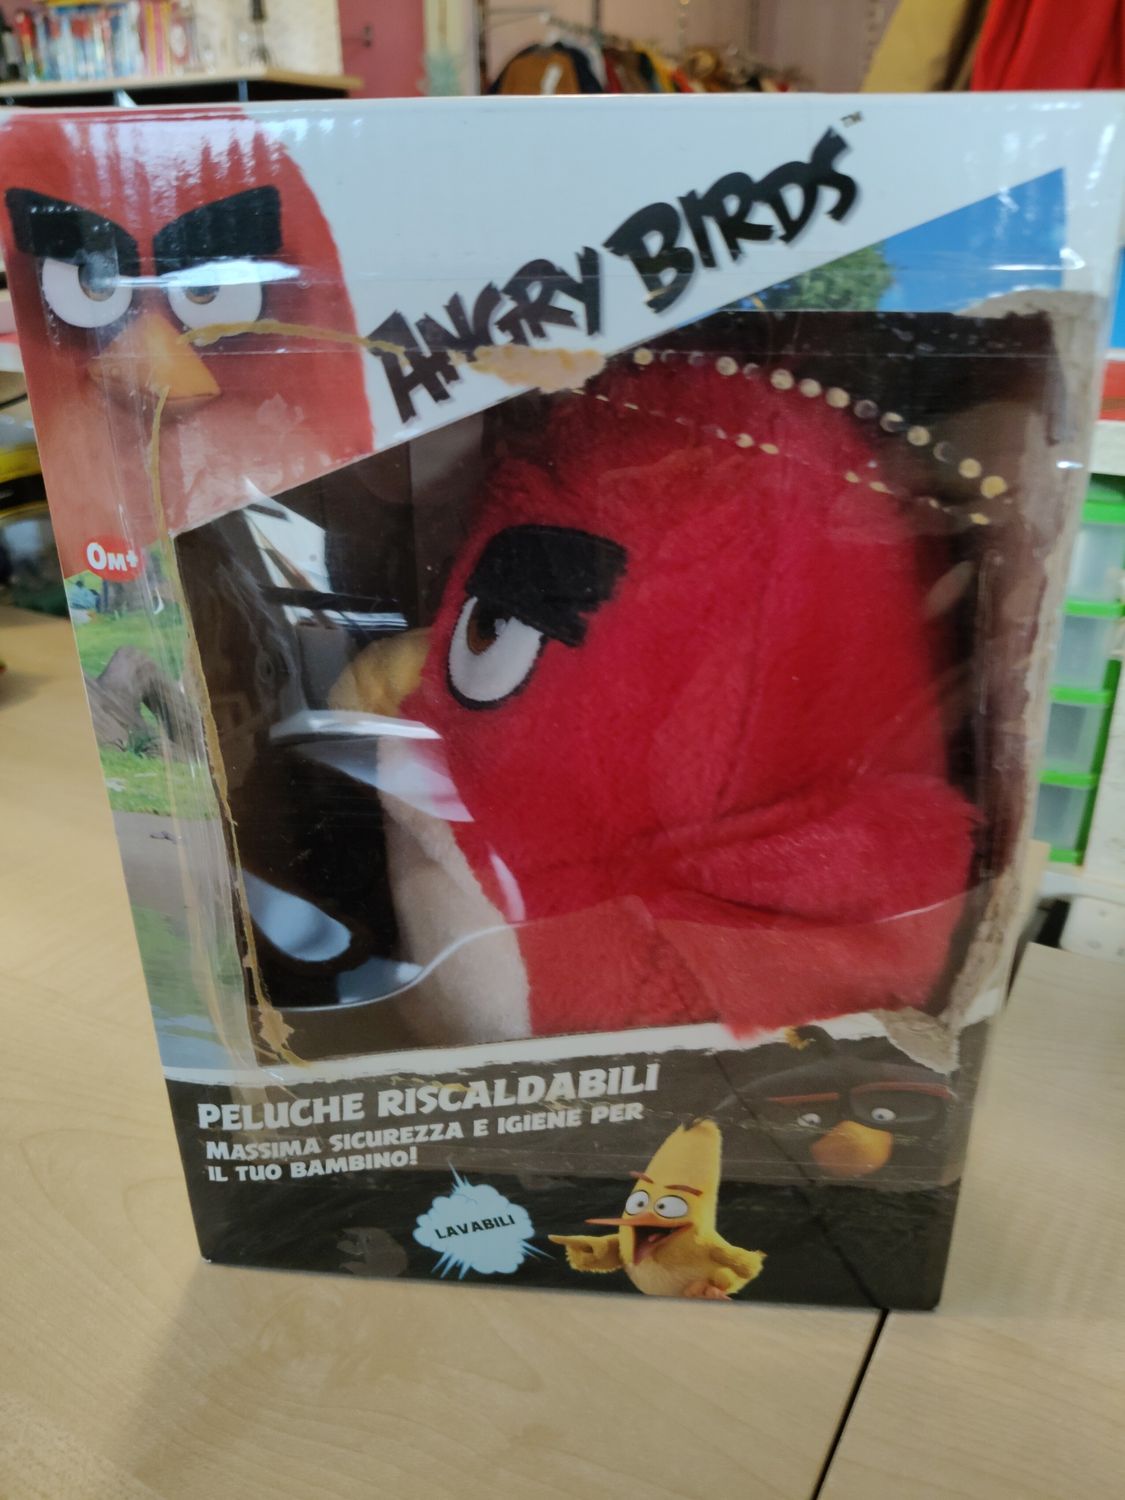 ANGRY BIRDS™
0M+
PELUCHE RISCALDABILI
MASSIMA SICUREZZA E IGIENE PER
IL TUO BAMBINO!
LAVABILI